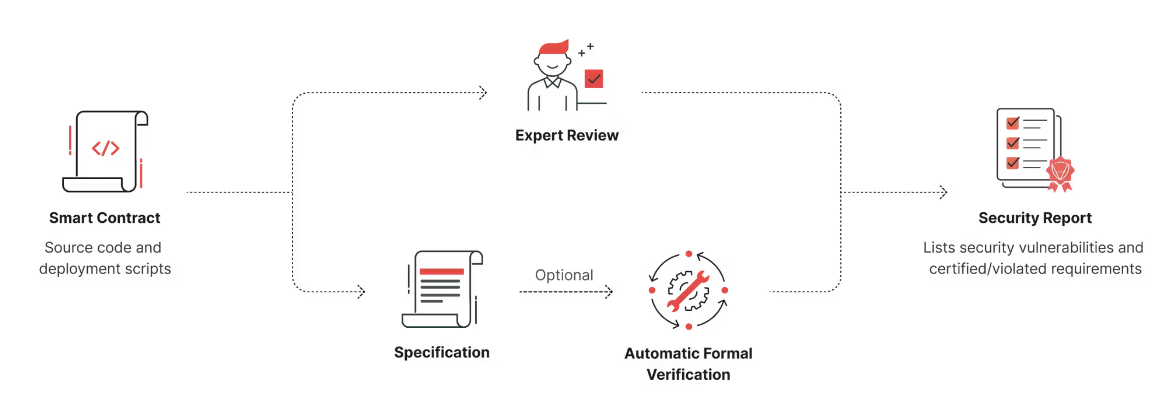 Expert Review
Smart Contract
Source code and
deployment scripts
Security Report
Lists security vulnerabilities and
certified/violated requirements
</>
Optional
Specification
Automatic Formal
Verification